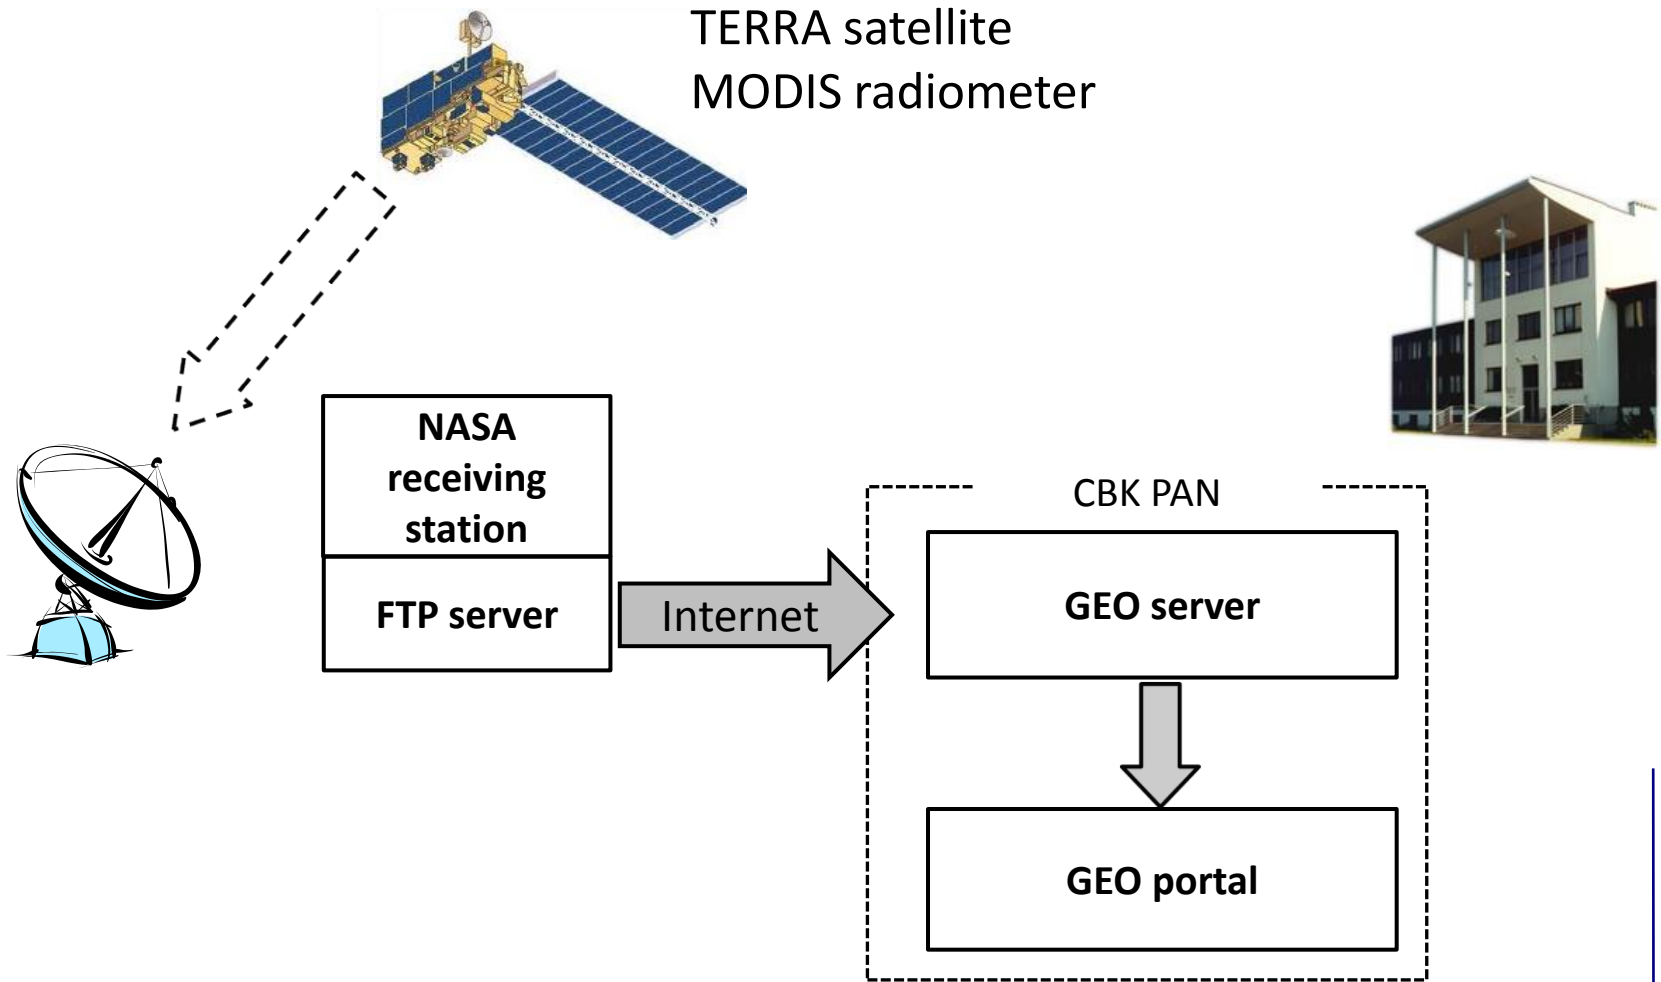 TERRA satellite
MODIS radiometer
NASA
receiving
station
FTP server
Internet
CBK PAN
GEO server
GEO portal